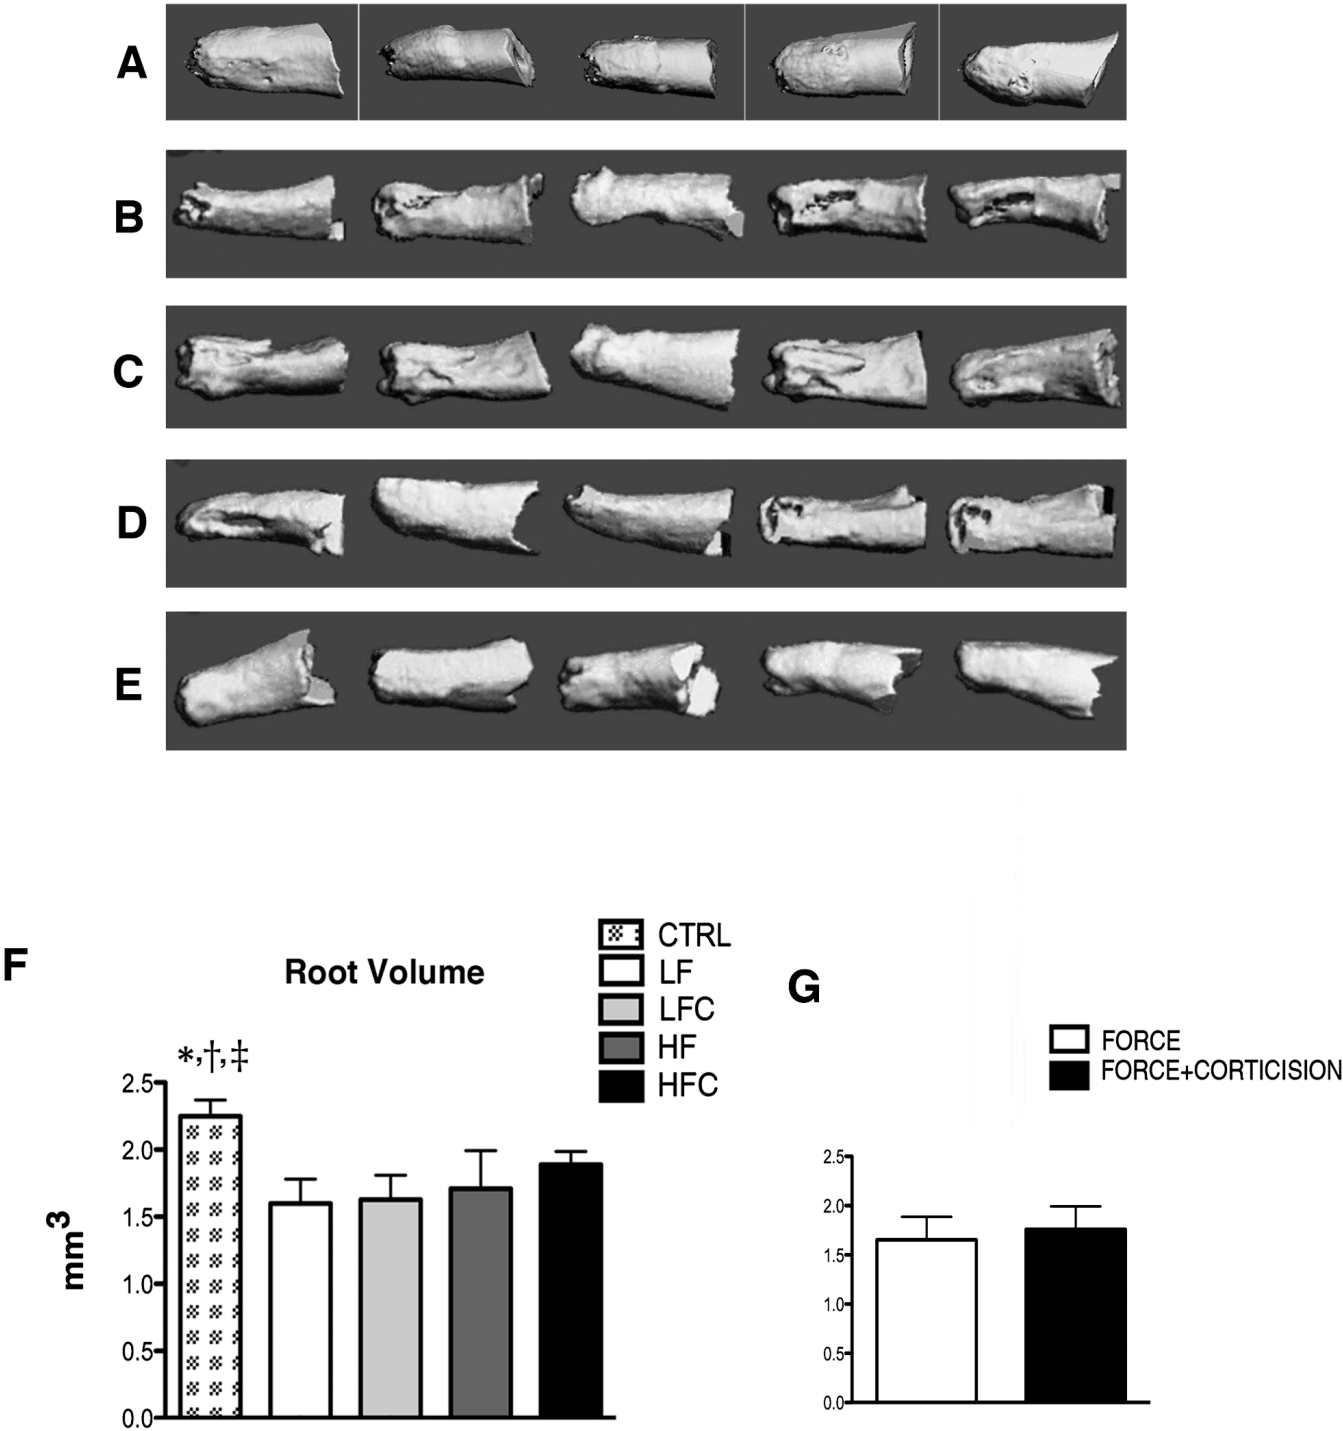 A
B
C
D
E
F
Root Volume
CTRL
LF
LFC
HF
HFC
*,†,‡
mm3
2.5
2.0
1.5
1.0
0.5
0.0
G
FORCE
FORCE+CORTICISION
2.5
2.0
1.5
1.0
0.5
0.0